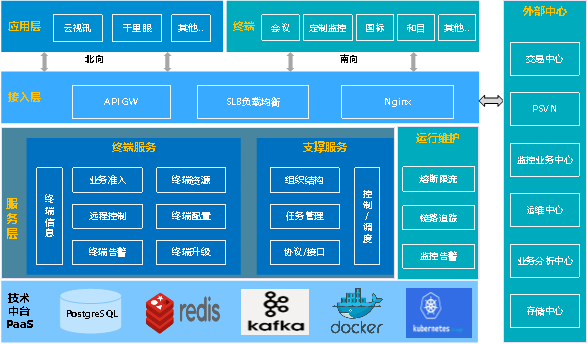 应用层
云视讯
千里眼
其他..
终端
会议
定制监控
国标
和目
其他..
外部中心
北向
南向
接入层
API GW
SLB负载均衡
Nginx
交易中心
PSVN
监控业务中心
运维中心
业务分析中心
存储中心
服务层
终端服务
终端信息
业务准入
终端资源
远程控制
终端配置
终端告警
终端升级
支撑服务
组织结构
任务管理
协议/接口
控制/调度
运行维护
熔断限流
链路追踪
监控告警
技术
中台
PaaS
PostgreSQL
redis
kafka
docker
kubernetes